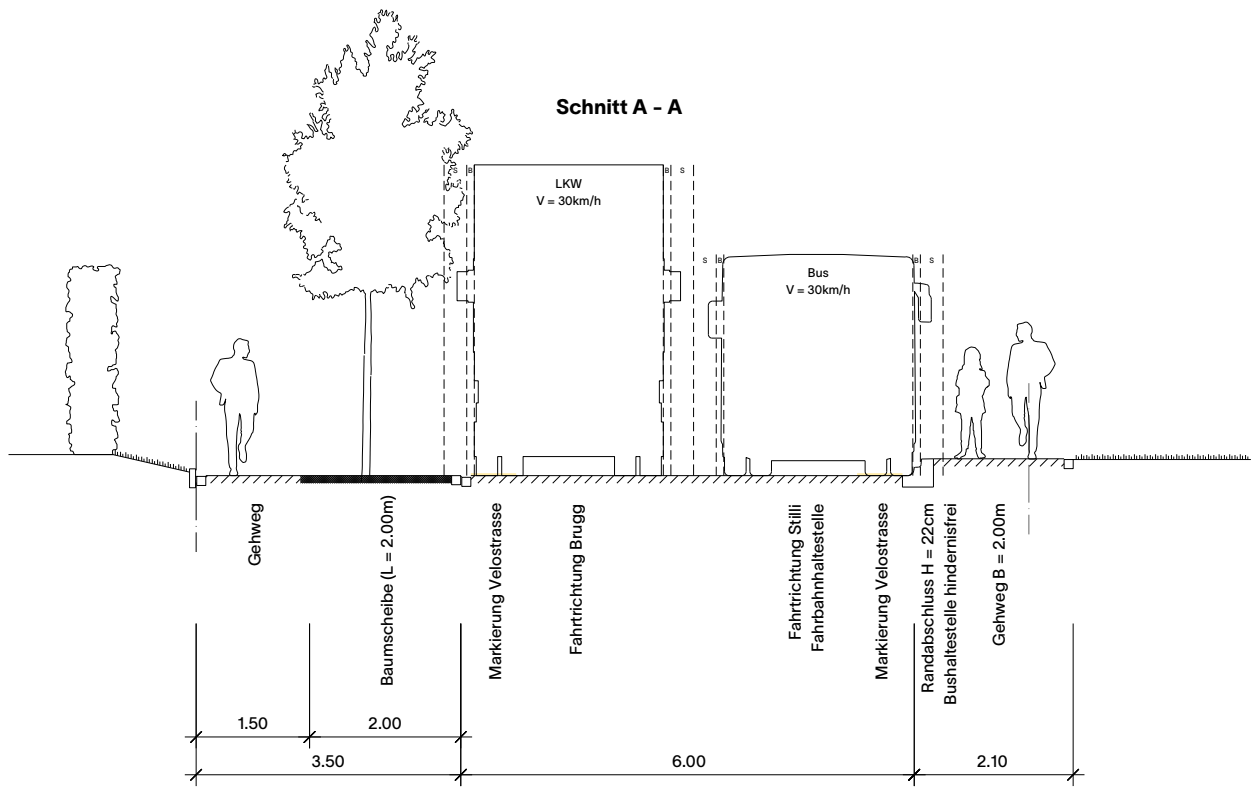 Schnitt A - A
S
B
LKW
V = 30km/h
B
S
S
B
Bus
V = 30km/h
B
S
Gehweg
Baumscheibe (L = 2.00m)
Markierung Velostrasse
Fahrtrichtung Brugg
Fahrtrichtung Stilli
Fahrbahnhaltestelle
Markierung Velostrasse
Randabschluss H = 22cm
Bushaltestelle hindernisfrei
Gehweg B = 2.00m
1.50
2.00
3.50
6.00
2.10